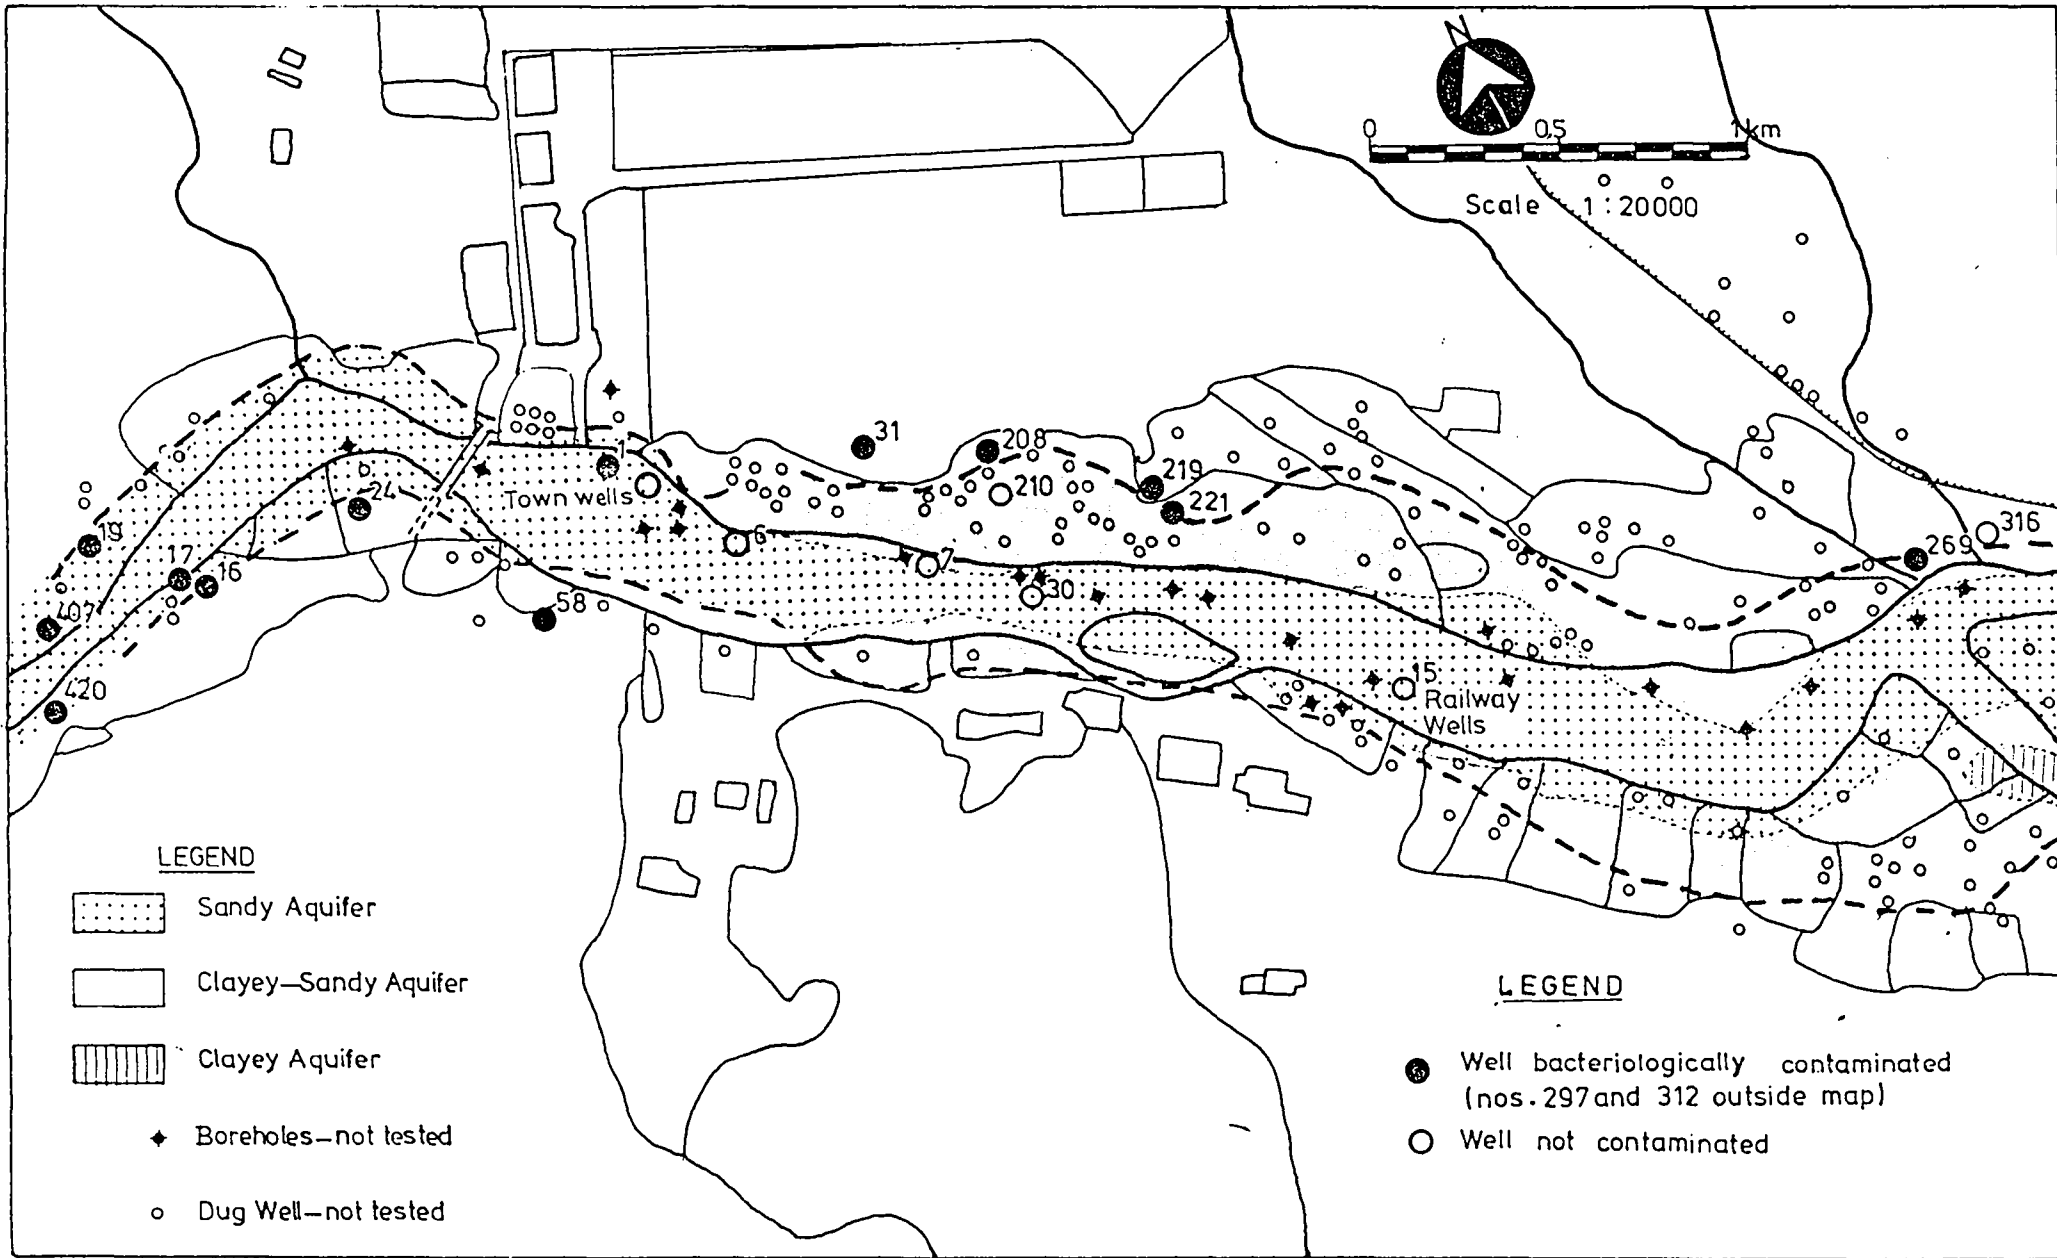 N
0 0,5 1 km
Scale 1 : 20000
31
208
1
Town wells
210
219
221
24
19
6
316
17
16
7
269
30
407
58
420
15
Railway
Wells
LEGEND
Sandy Aquifer
Clayey—Sandy Aquifer
Clayey Aquifer
Boreholes—not tested
Dug Well—not tested
LEGEND
Well bacteriologically contaminated
(nos. 297 and 312 outside map)
Well not contaminated